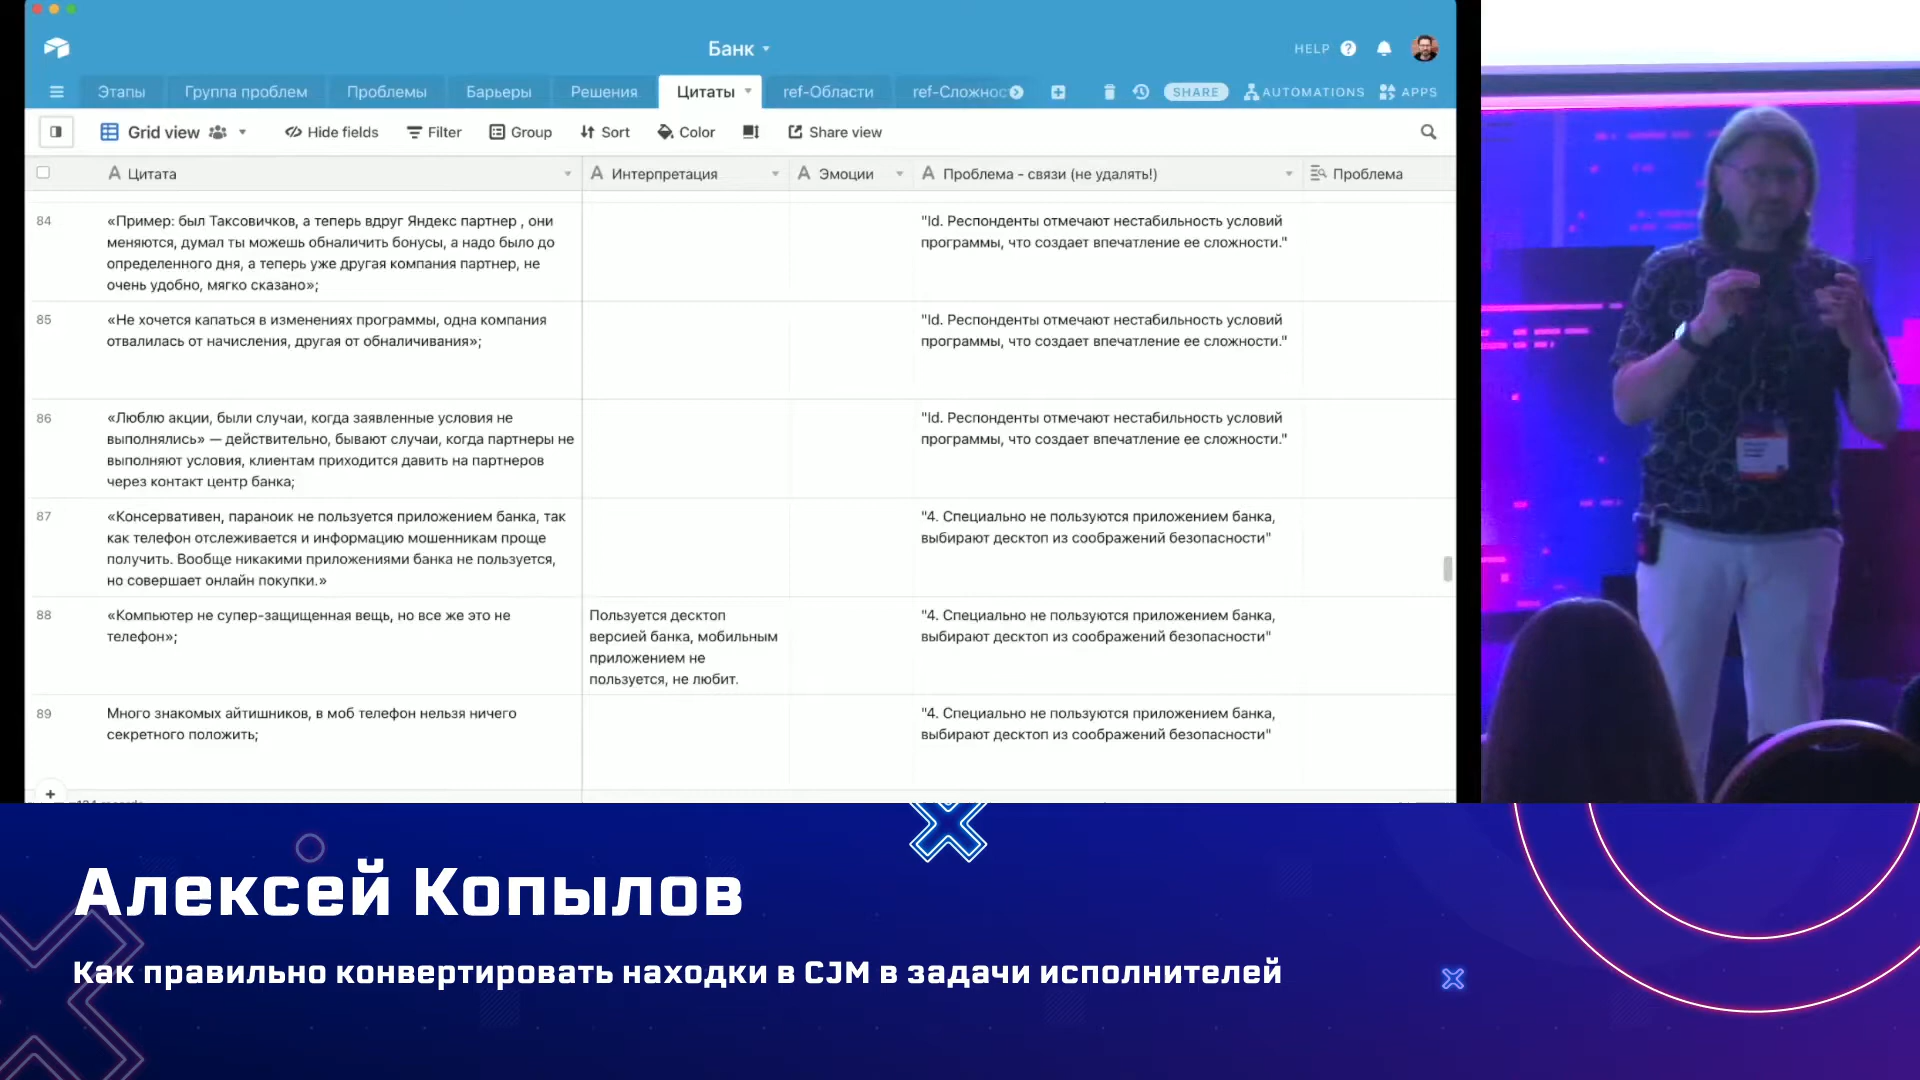 Банк
HELP
Этапы
Группа проблем
Проблемы
Барьеры
Решения
Цитаты
ref-Области
ref-Сложнос
SHARE
AUTOMATIONS
APPS
Grid view
Hide fields
Filter
Group
Sort
Color
Share view
Цитата
Интерпретация
Эмоции
Проблема - связи (не удалять!)
Проблема
84
«Пример: был Таксовичков, а теперь вдруг Яндекс партнер , они
меняются, думал ты можешь обналичить бонусы, а надо было до
определенного дня, а теперь уже другая компания партнер, не
очень удобно, мягко сказано»;
"Id. Респонденты отмечают нестабильность условий
программы, что создает впечатление ее сложности."
85
«Не хочется капаться в изменениях программы, одна компания
отвалилась от начисления, другая от обналичивания»;
"Id. Респонденты отмечают нестабильность условий
программы, что создает впечатление ее сложности."
86
«Люблю акции, были случаи, когда заявленные условия не
выполнялись» — действительно, бывают случаи, когда партнеры не
выполняют условия, клиентам приходится давить на партнеров
через контакт центр банка;
"Id. Респонденты отмечают нестабильность условий
программы, что создает впечатление ее сложности."
87
«Консервативен, параноик не пользуется приложением банка, так
как телефон отслеживается и информацию мошенникам проще
получить. Вообще никакими приложениями банка не пользуется,
но совершает онлайн покупки.»
"4. Специально не пользуются приложением банка,
выбирают десктоп из соображений безопасности"
88
«Компьютер не супер-защищенная вещь, но все же это не
телефон»;
Пользуется десктоп
версией банка, мобильным
приложением не
пользуется, не любит.
"4. Специально не пользуются приложением банка,
выбирают десктоп из соображений безопасности"
89
Много знакомых айтишников, в моб телефон нельзя ничего
секретного положить;
"4. Специально не пользуются приложением банка,
выбирают десктоп из соображений безопасности"
Алексей Копылов
Как правильно конвертировать находки в CJM в задачи исполнителей